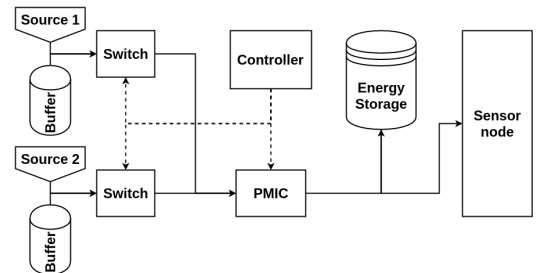 Source 1
Switch
Buffer
Controller
Energy
Storage
Sensor
node
Source 2
Switch
Buffer
PMIC